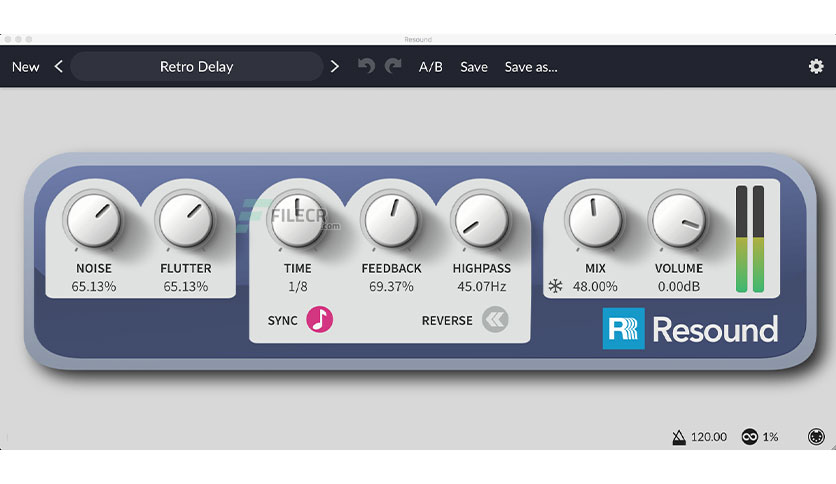 Resound
New Retro Delay A/B Save Save as...
FILECR
.com
NOISE FLUTTER TIME FEEDBACK HIGHPASS MIX VOLUME
65.13% 65.13% 1/8 69.37% 45.07Hz 48.00% 0.00dB
SYNC REVERSE
R Resound
120.00 1%